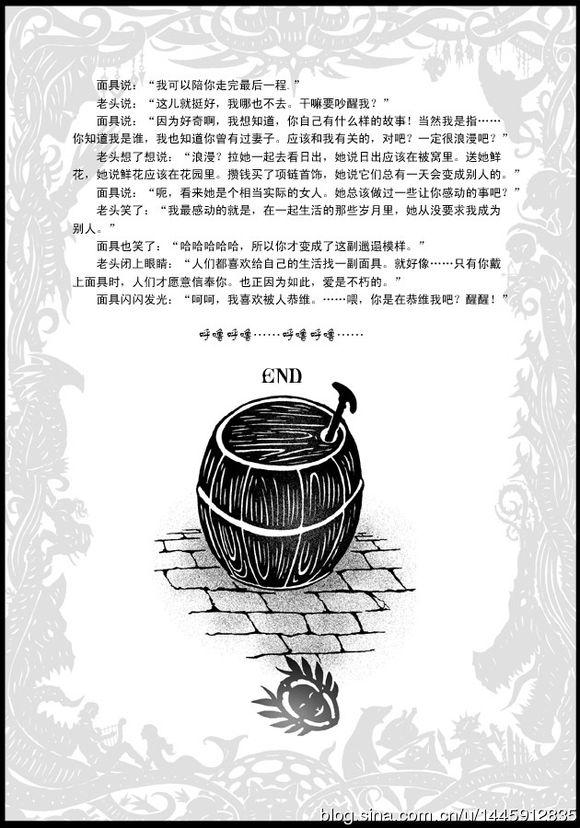 面具说：“我可以陪你走完最后一程.”
老头说：“这儿就挺好，我哪也不去。干嘛要吵醒我？”
面具说：“因为好奇啊，我想知道，你自己有什么样的故事！当然我是指……
你知道我是谁，我也知道你曾有过妻子。应该和我有关的，对吧？一定很浪漫吧？”
老头想了想说：“浪漫？拉她一起去看日出，她说日出应该在被窝里。送她鲜
花，她说鲜花应该在花园里。攒钱买了项链首饰，她说它们总有一天会变成别人的。”
面具说：“呃，看来她是个相当实际的女人。她总该做过一些让你感动的事吧？”
老头笑了：“我最感动的就是，在一起生活的那些岁月里，她从没要求我成为
别人。”
面具也笑了：“哈哈哈哈哈，所以你才变成了这副邋遢模样。”
老头闭上眼睛：“人们都喜欢给自己的生活找一副面具。就好像……只有你戴
上面具时，人们才愿意信奉你。也正因为如此，爱是不朽的。”
面具闪闪发光：“呵呵，我喜欢被人恭维。……喂，你是在恭维我吧？醒醒！”
呼噜呼噜……呼噜呼噜……
END
blog.sina.com.cn/u/1445912835